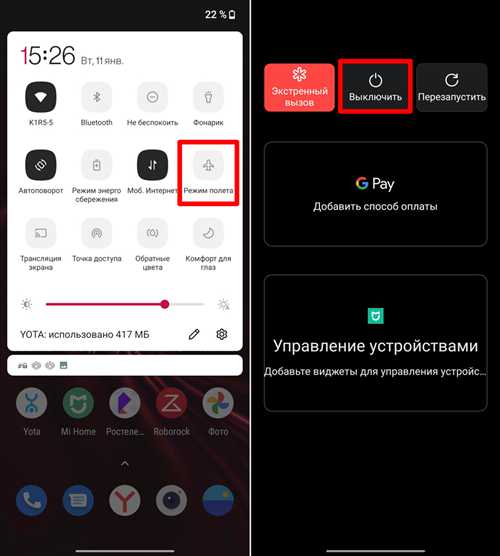 22 %
15:26 Вт, 11 янв.
K1R5-5
Bluetooth
Не беспокоить
Фонарик
Автоповорот
Режим энерго
сбережения
Моб. Интернет
Режим полета
Трансляция
экрана
Точка доступа
Обратные
цвета
Комфорт для
глаз
YOTA: использовано 417 МБ
Yota
Mi Home
Ростеле...
Roborock
Фото
Экстренный
вызов
Выключить
Перезапустить
G Pay
Добавить способ оплаты
Управление устройствами
Добавьте виджеты для управления устройс...